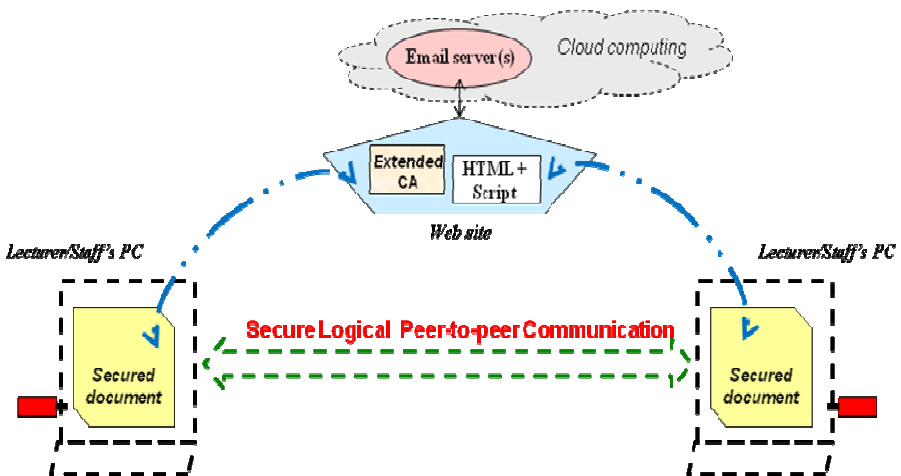 Cloud computing
Email server(s)
Extended
CA
HTML +
Script
Web site
Lecturer/Staff's PC
Lecturer/Staff's PC
Secure Logical Peer-to-peer Communication
Secured
document
Secured
document